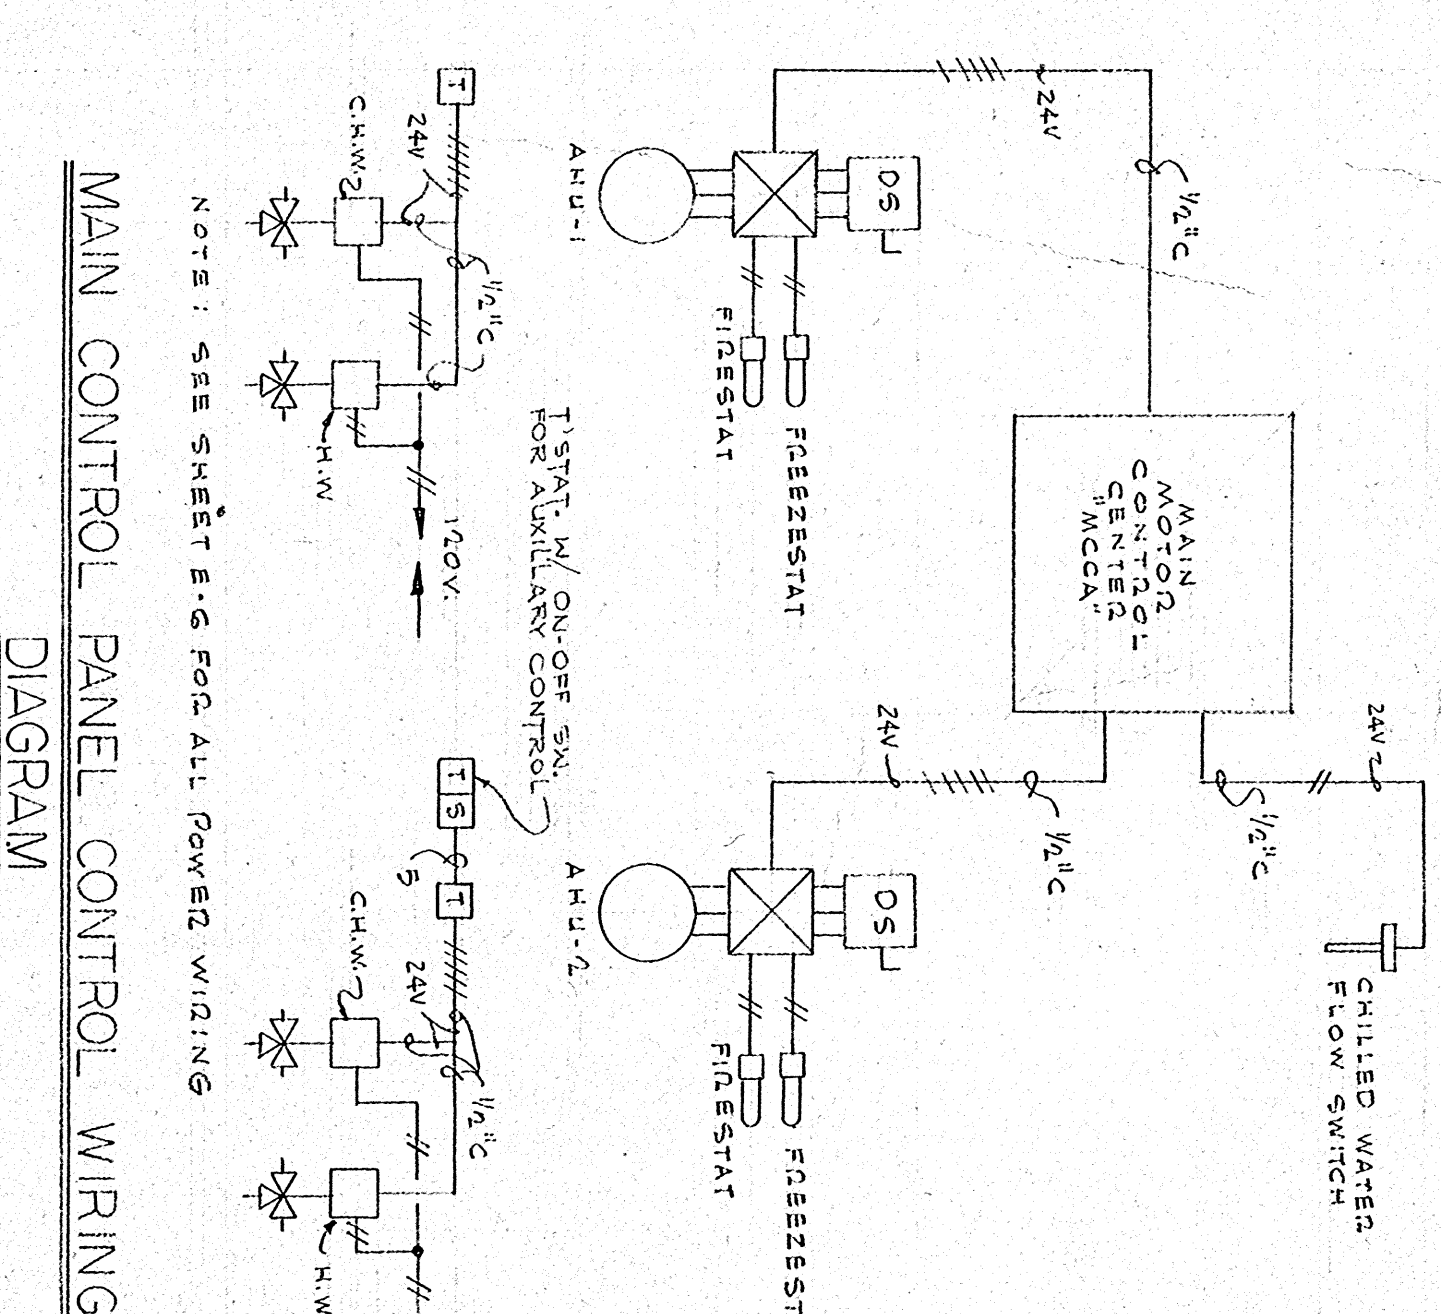 24V
1/2"C
DS
AHU-1
FIRESTAT
FREEZESTAT
MAIN
MOTOR
CONTROL
CENTER
"MCCA"
24V
1/2"C
CHILLED WATER
FLOW SWITCH
24V
1/2"C
DS
AHU-2
FIRESTAT
FREEZEST
T
24V
C.H.W.
1/2"C
H.W
120V.
T'STAT. W/ ON-OFF SW.
FOR AUXILLARY CONTROL
T S
5
T
C.H.W.
24V
1/2"C
H.W
NOTE: SEE SHEET E-6 FOR ALL POWER WIRING
MAIN CONTROL PANEL CONTROL WIRING
DIAGRAM